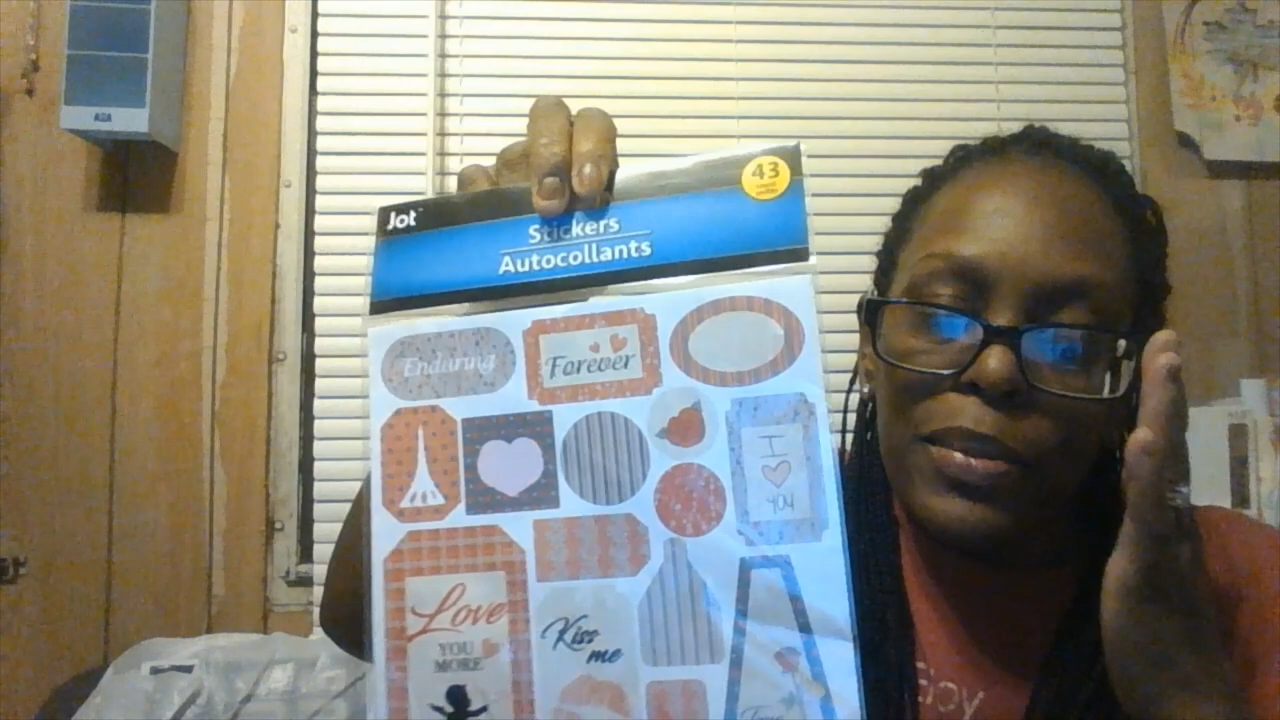 Jot
43
Stickers
Autocollants
Enduring
Forever
I
YOU
Love
YOU
MORE
Kiss
me